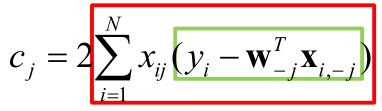 c_j = 2 \sum_{i=1}^{N} x_{ij} (y_i - \mathbf{w}_{-j}^T \mathbf{x}_{i,-j})